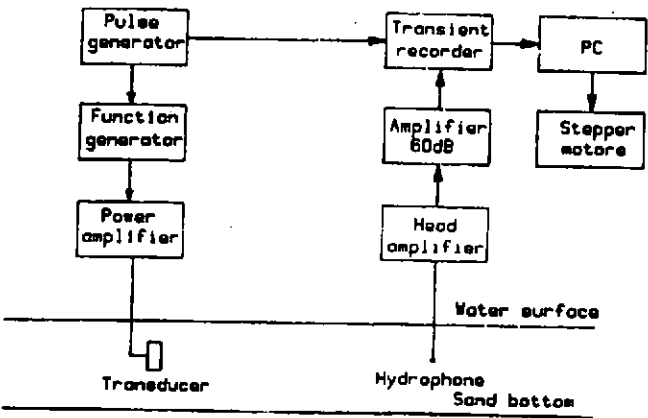 Pulse
generator
Transient
recorder
PC
Function
generator
Amplifier
60dB
Stepper
motors
Power
amplifier
Head
amplifier
Water surface
Transducer
Hydrophone
Sand bottom